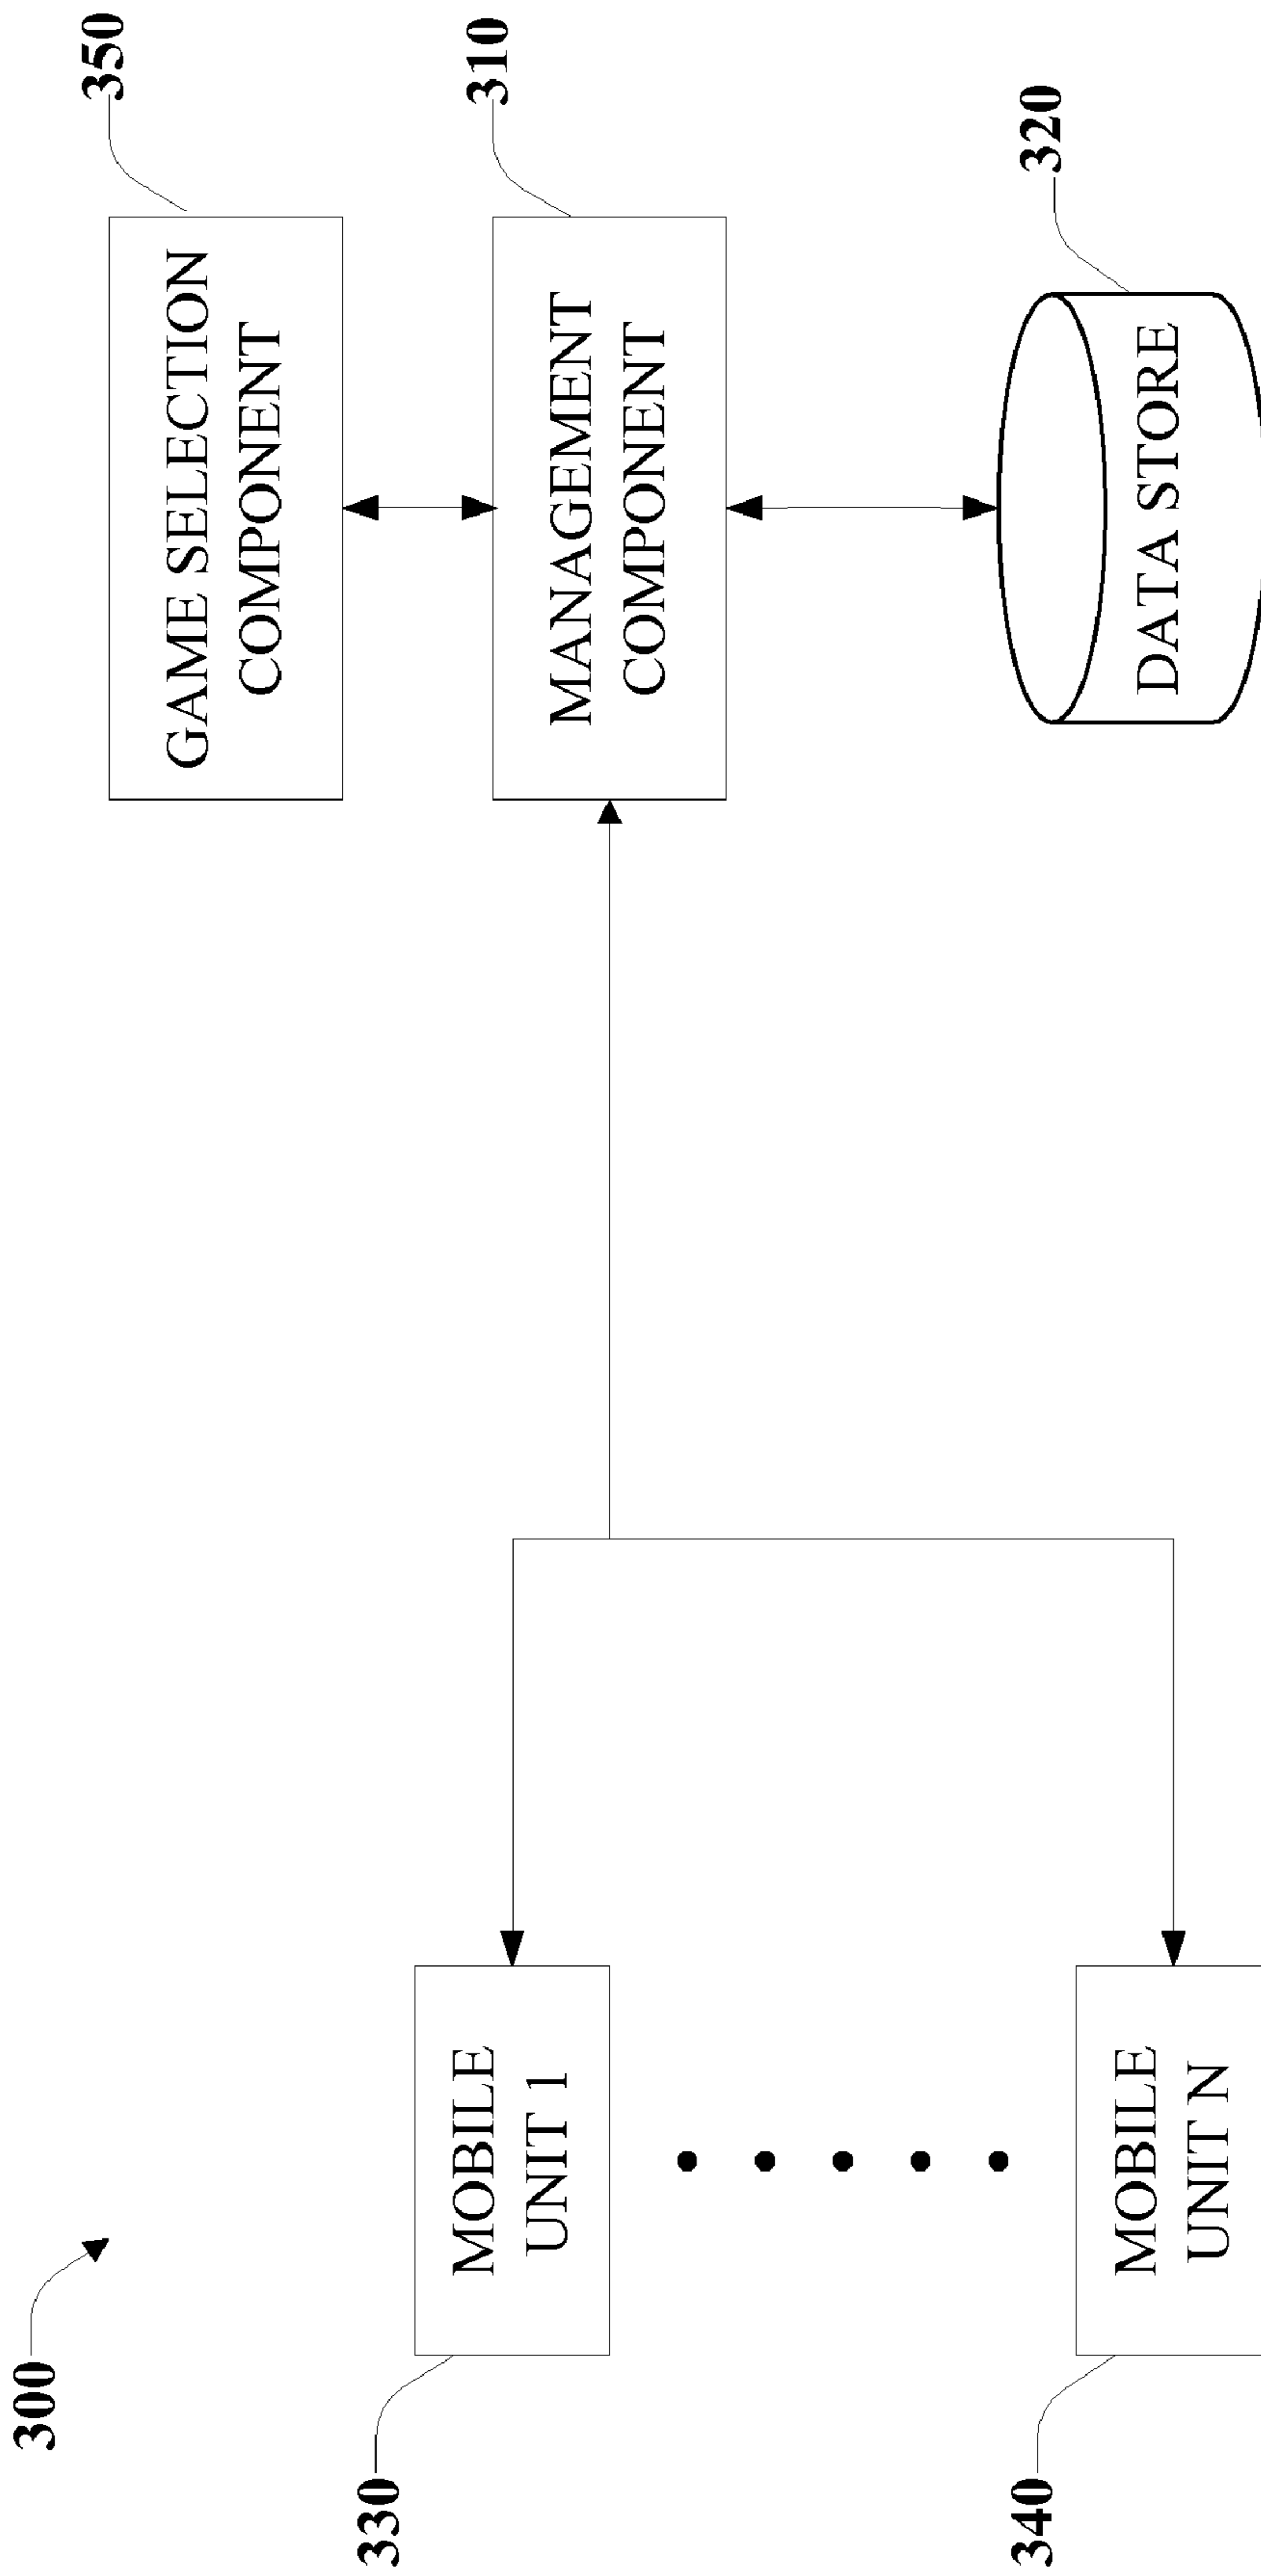 300
330
MOBILE
UNIT 1
340
MOBILE
UNIT N
350
GAME SELECTION
COMPONENT
310
MANAGEMENT
COMPONENT
320
DATA STORE